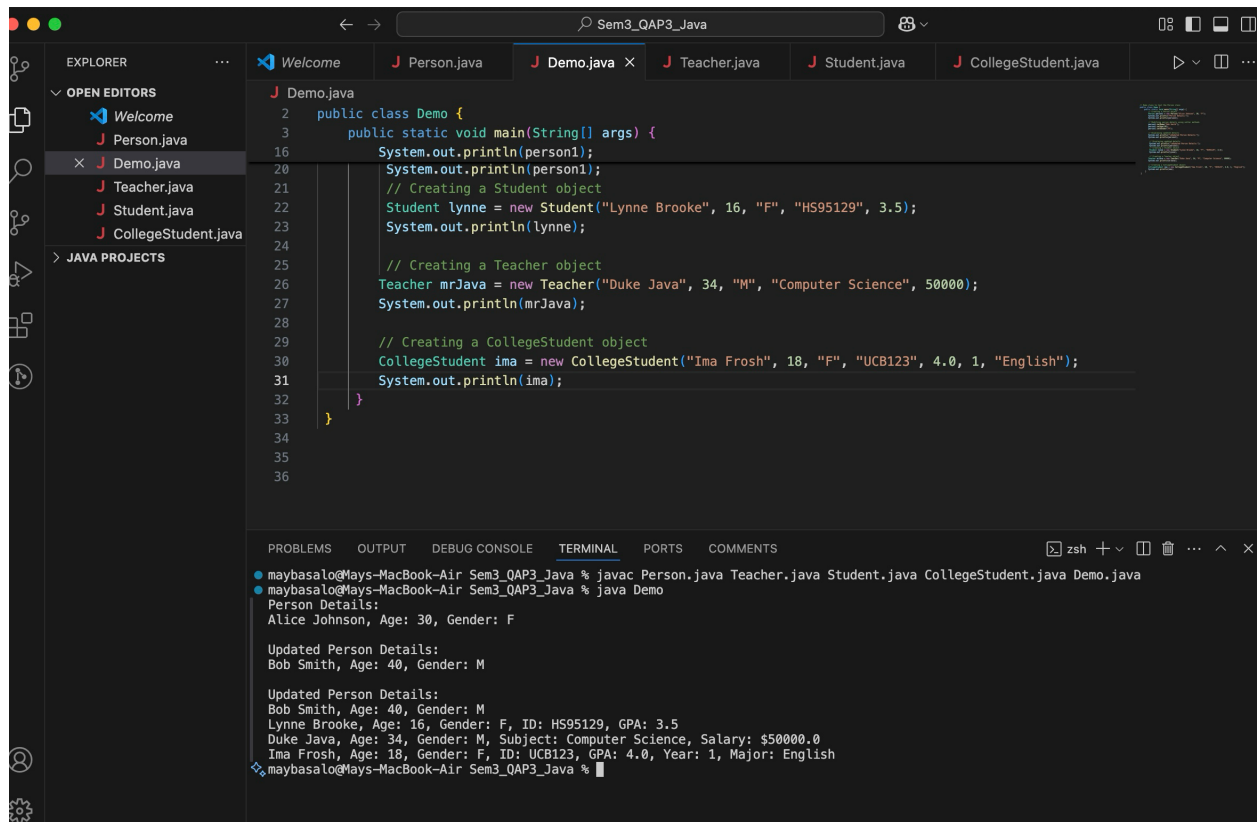 Sem3_QAP3_Java
EXPLORER
OPEN EDITORS
Welcome
Person.java
Demo.java
Teacher.java
Student.java
CollegeStudent.java
JAVA PROJECTS
Welcome
J Person.java
J Demo.java
J Teacher.java
J Student.java
J CollegeStudent.java
J Demo.java
2 public class Demo {
3 public static void main(String[] args) {
16 System.out.println(person1);
20 System.out.println(person1);
21 // Creating a Student object
22 Student lynne = new Student("Lynne Brooke", 16, "F", "HS95129", 3.5);
23 System.out.println(lynne);
24
25 // Creating a Teacher object
26 Teacher mrJava = new Teacher("Duke Java", 34, "M", "Computer Science", 50000);
27 System.out.println(mrJava);
28
29 // Creating a CollegeStudent object
30 CollegeStudent ima = new CollegeStudent("Ima Frosh", 18, "F", "UCB123", 4.0, 1, "English");
31 System.out.println(ima);
32 }
33 }
34
35
36
PROBLEMS OUTPUT DEBUG CONSOLE TERMINAL PORTS COMMENTS
zsh
maybasalo@Mays-MacBook-Air Sem3_QAP3_Java % javac Person.java Teacher.java Student.java CollegeStudent.java Demo.java
maybasalo@Mays-MacBook-Air Sem3_QAP3_Java % java Demo
Person Details:
Alice Johnson, Age: 30, Gender: F
Updated Person Details:
Bob Smith, Age: 40, Gender: M
Updated Person Details:
Bob Smith, Age: 40, Gender: M
Lynne Brooke, Age: 16, Gender: F, ID: HS95129, GPA: 3.5
Duke Java, Age: 34, Gender: M, Subject: Computer Science, Salary: $50000.0
Ima Frosh, Age: 18, Gender: F, ID: UCB123, GPA: 4.0, Year: 1, Major: English
maybasalo@Mays-MacBook-Air Sem3_QAP3_Java %